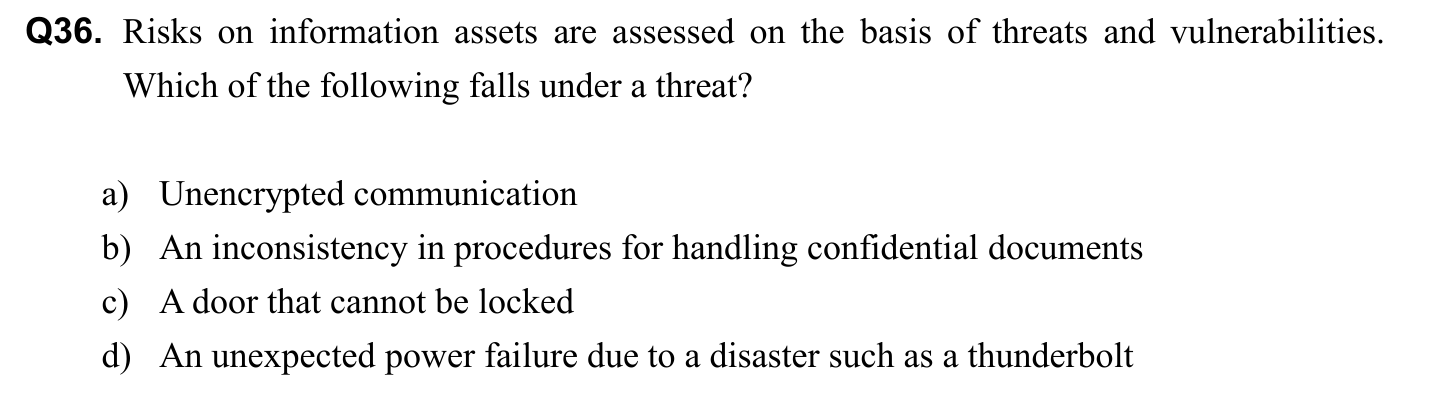 Q36. Risks on information assets are assessed on the basis of threats and vulnerabilities.
Which of the following falls under a threat?
a) Unencrypted communication
b) An inconsistency in procedures for handling confidential documents
c) A door that cannot be locked
d) An unexpected power failure due to a disaster such as a thunderbolt